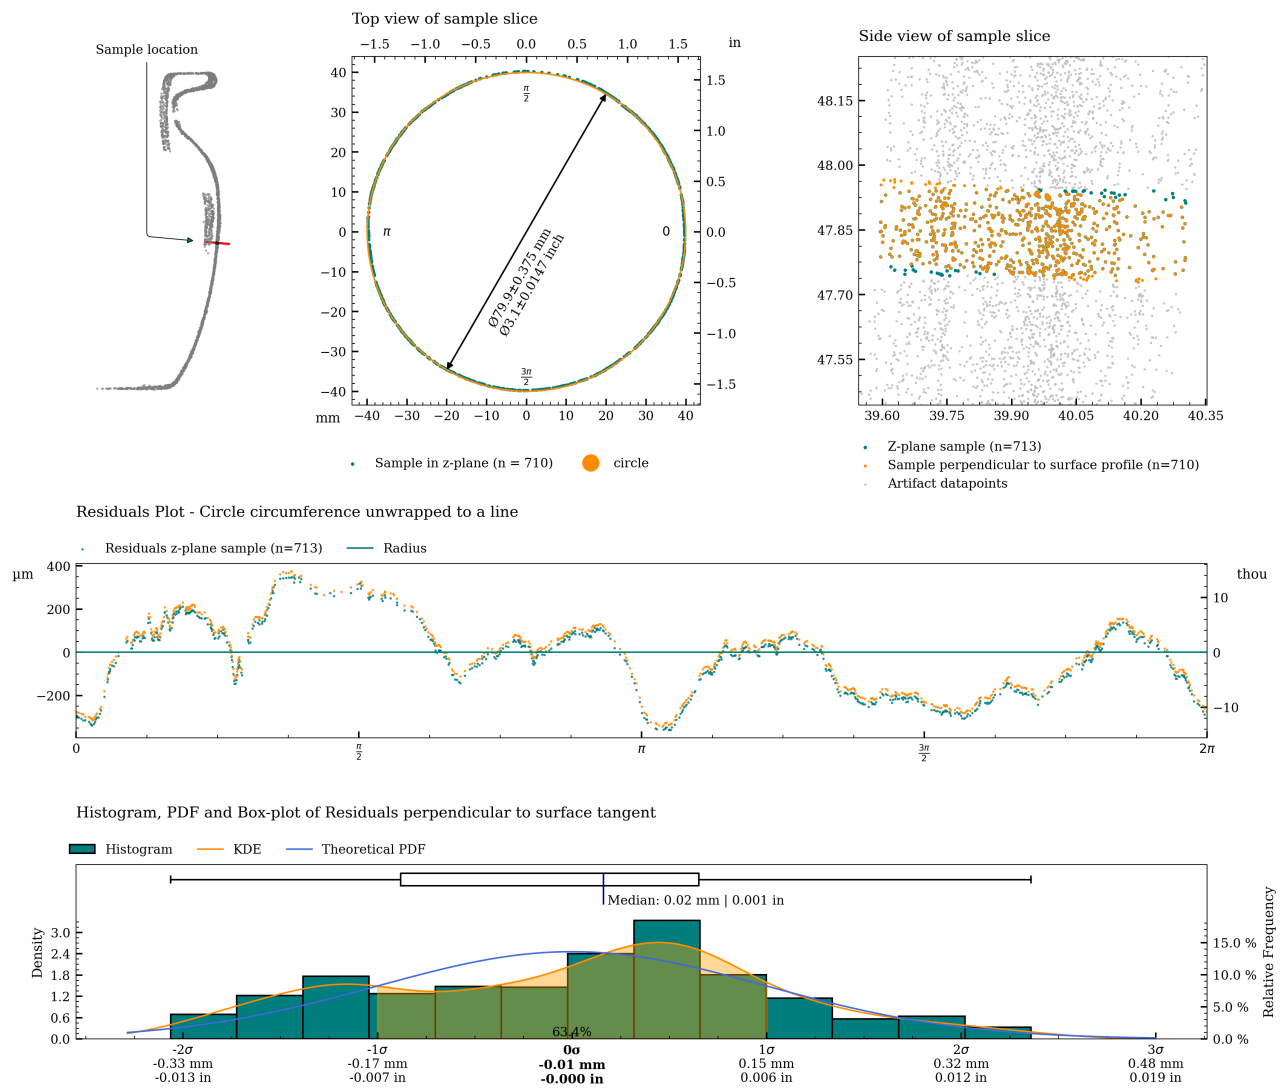 Top view of sample slice
Sample location
Side view of sample slice
−1.5 −0.8 −0.5 0.0 0.5 0.8 1.5
in
40
30
20
10
0
−10
−20
−30
−40
mm
1.5
1.0
0.5
0.0
−0.5
−1.0
−1.5
π/2
π
0
3π/2
Ø79.9±0.375 mm
Ø3.1±0.0147 inch
−40 −30 −20 −10 0 10 20 30 40
48.15
48.00
47.85
47.70
47.55
39.60 39.75 39.90 40.05 40.20 40.35
Sample in z-plane (n = 710)
circle
Z-plane sample (n=713)
Sample perpendicular to surface profile (n=710)
Artifact datapoints
Residuals Plot - Circle circumference unwrapped to a line
Residuals z-plane sample (n=713)
Radius
µm
thou
400
200
0
−200
10
0
−10
0 π/2 π 3π/2 2π
Histogram, PDF and Box-plot of Residuals perpendicular to surface tangent
Histogram
KDE
Theoretical PDF
Median: 0.02 mm | 0.001 in
Density
3.0
2.4
1.8
1.2
0.6
0.0
Relative Frequency
15.0 %
10.0 %
5.0 %
0.0 %
63.4%
-2σ -1σ 0σ 1σ 2σ 3σ
-0.33 mm -0.17 mm -0.01 mm 0.15 mm 0.32 mm 0.48 mm
-0.013 in -0.007 in -0.000 in 0.006 in 0.012 in 0.019 in